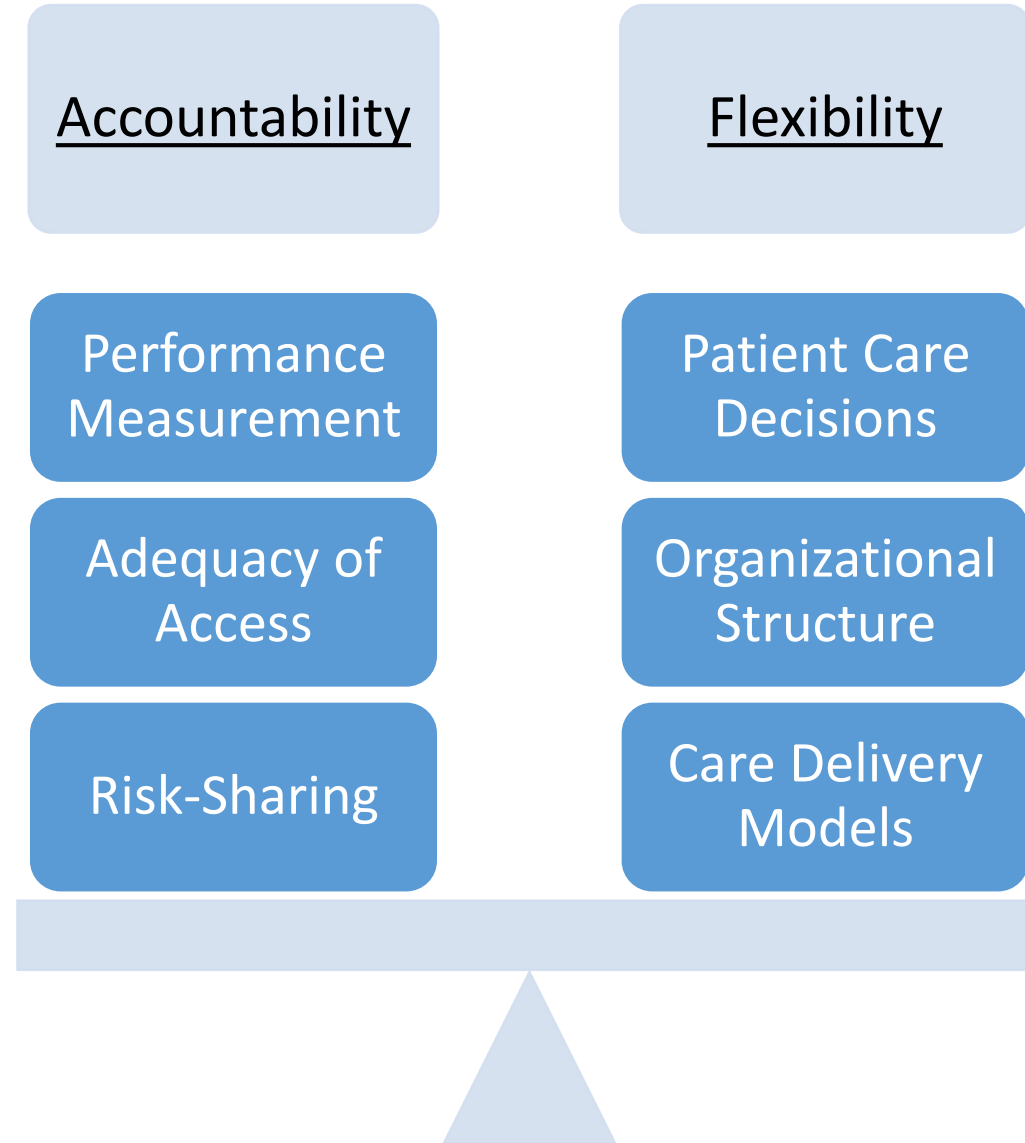 Accountability
Performance
Measurement
Adequacy of
Access
Risk-Sharing
Flexibility
Patient Care
Decisions
Organizational
Structure
Care Delivery
Models